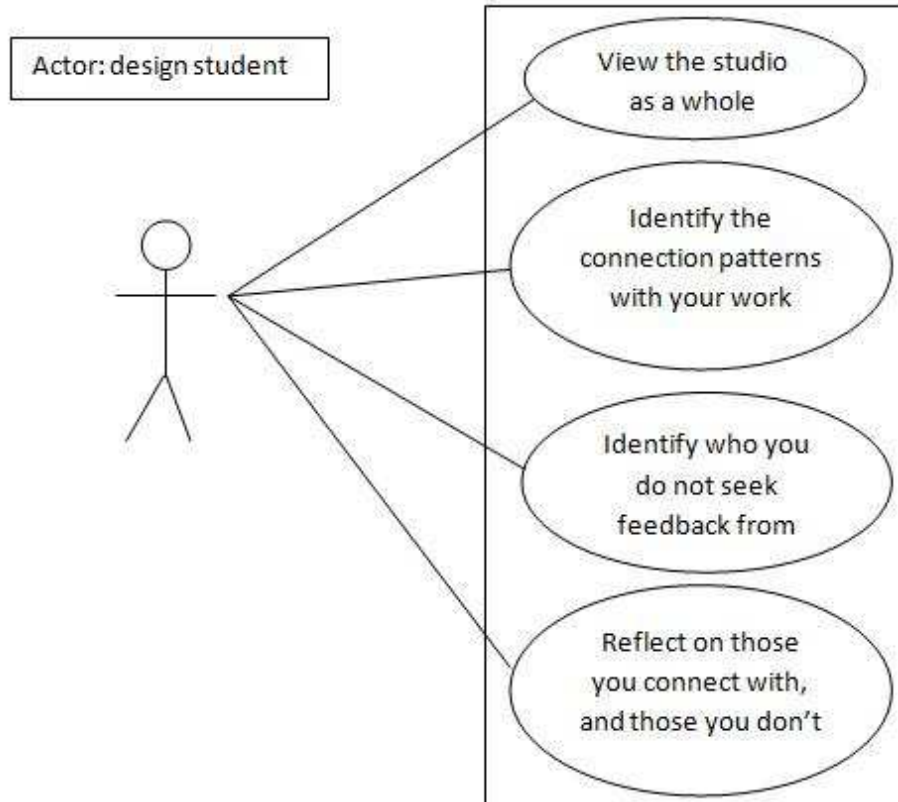 Actor: design student
View the studio
as a whole
Identify the
connection patterns
with your work
Identify who you
do not seek
feedback from
Reflect on those
you connect with,
and those you don't